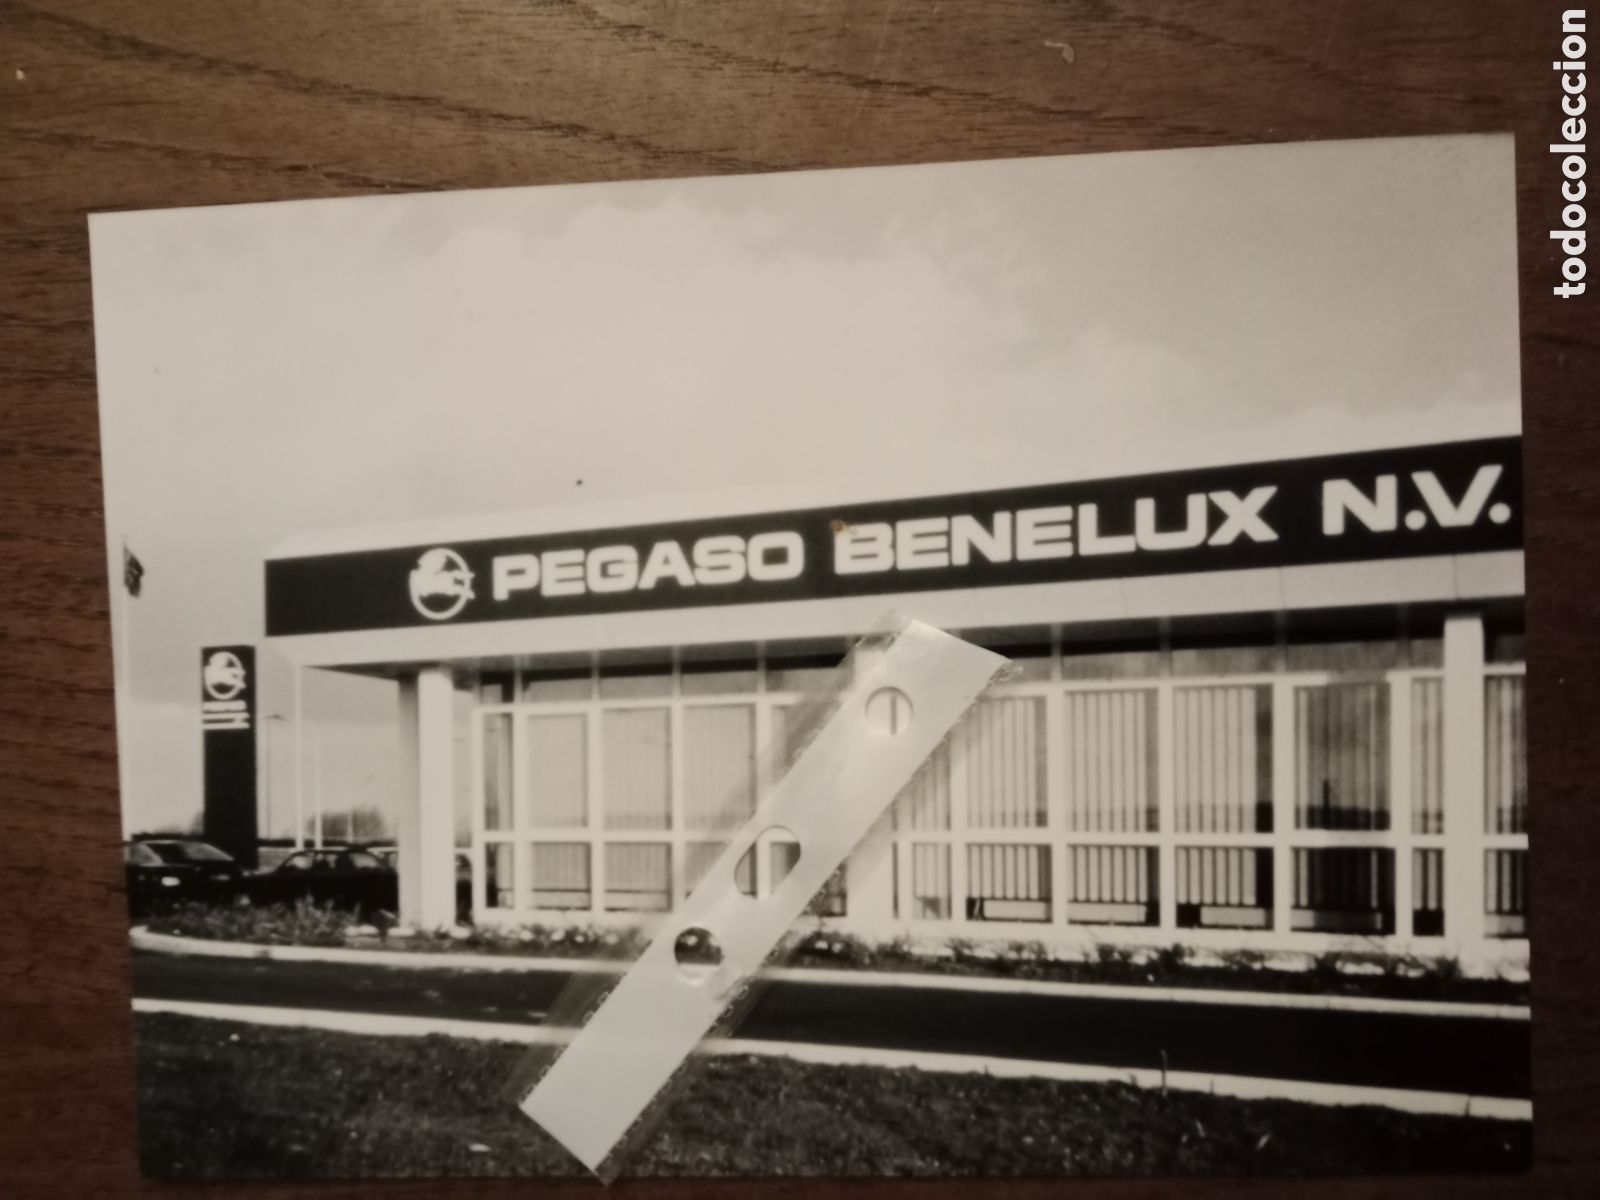 todocoleccion
PEGASO BENELUX N.V.